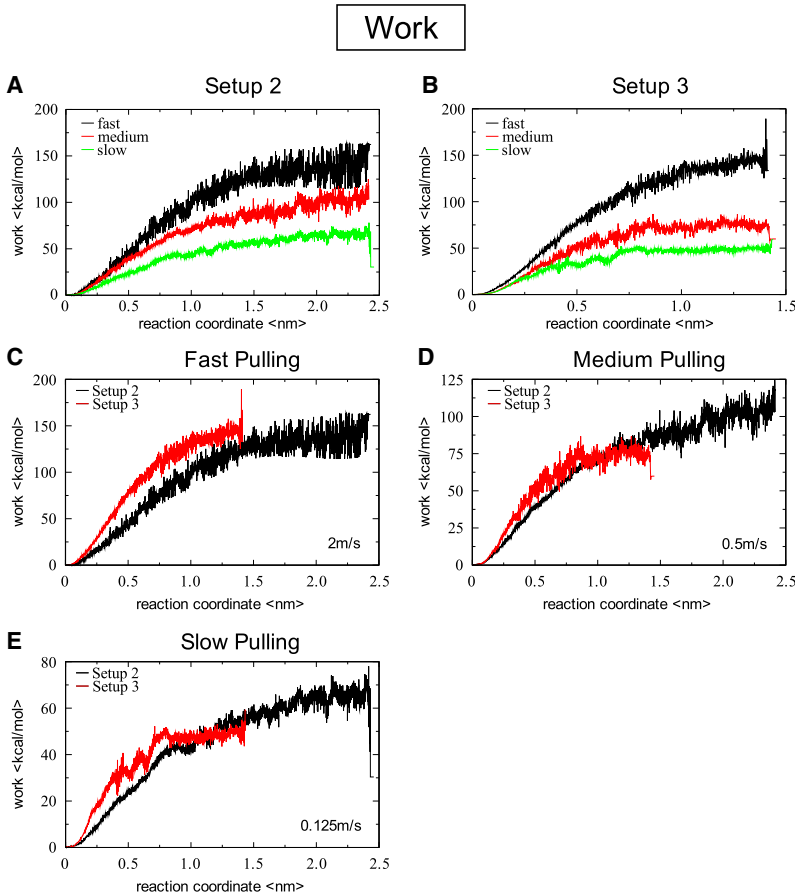 Work
A
Setup 2
200
150
100
50
0
work <kcal/mol>
fast
medium
slow
0 0.5 1.0 1.5 2.0 2.5
reaction coordinate <nm>
B
Setup 3
200
150
100
50
0
work <kcal/mol>
fast
medium
slow
0 0.5 1.0 1.5
reaction coordinate <nm>
C
Fast Pulling
200
150
100
50
0
work <kcal/mol>
Setup 2
Setup 3
2m/s
0 0.5 1.0 1.5 2.0 2.5
reaction coordinate <nm>
D
Medium Pulling
125
100
75
50
25
0
work <kcal/mol>
Setup 2
Setup 3
0.5m/s
0 0.5 1.0 1.5 2.0 2.5
reaction coordinate <nm>
E
Slow Pulling
80
60
40
20
0
work <kcal/mol>
Setup 2
Setup 3
0.125m/s
0 0.5 1.0 1.5 2.0 2.5
reaction coordinate <nm>